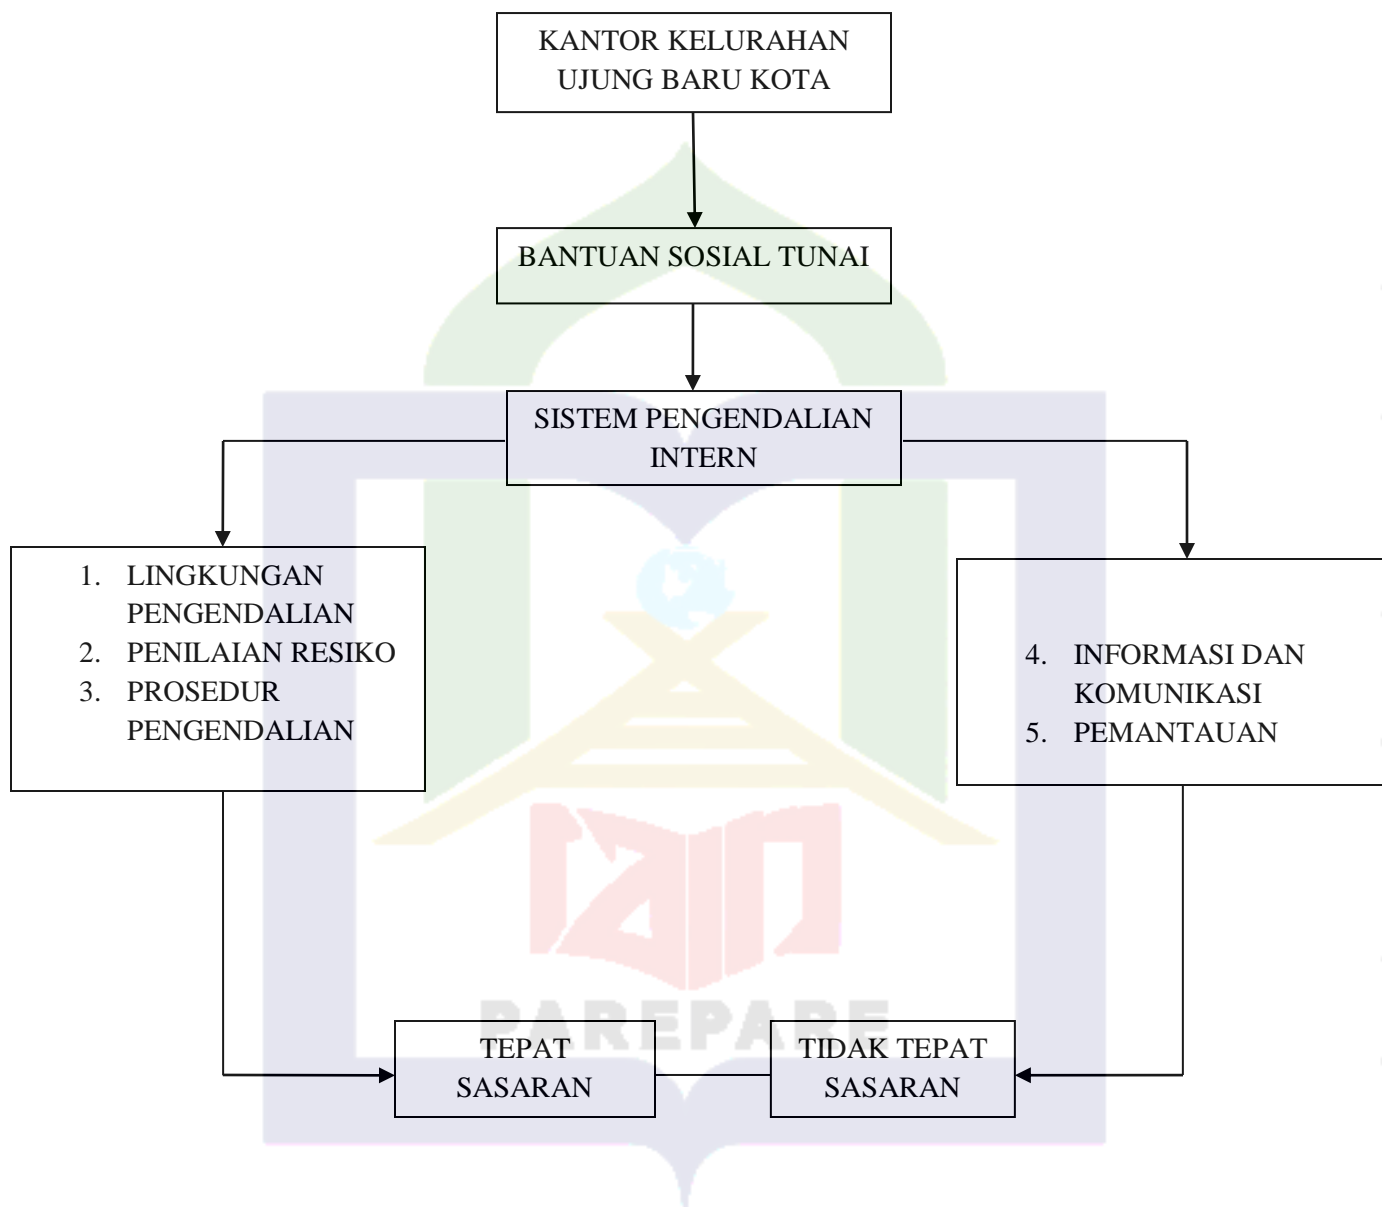 KANTOR KELURAHAN
UJUNG BARU KOTA
BANTUAN SOSIAL TUNAI
SISTEM PENGENDALIAN
INTERN
1. LINGKUNGAN
PENGENDALIAN
2. PENILAIAN RESIKO
3. PROSEDUR
PENGENDALIAN
4. INFORMASI DAN
KOMUNIKASI
5. PEMANTAUAN
iain
PAREPARE
TEPAT
SASARAN
TIDAK TEPAT
SASARAN